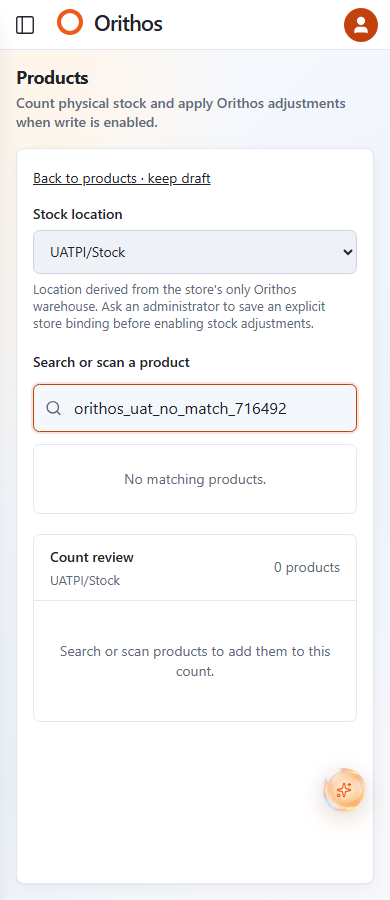 Orithos
Products
Count physical stock and apply Orithos adjustments
when write is enabled.
Back to products · keep draft
Stock location
UATPI/Stock
Location derived from the store's only Orithos
warehouse. Ask an administrator to save an explicit
store binding before enabling stock adjustments.
Search or scan a product
orithos_uat_no_match_716492
No matching products.
Count review
0 products
UATPI/Stock
Search or scan products to add them to this
count.